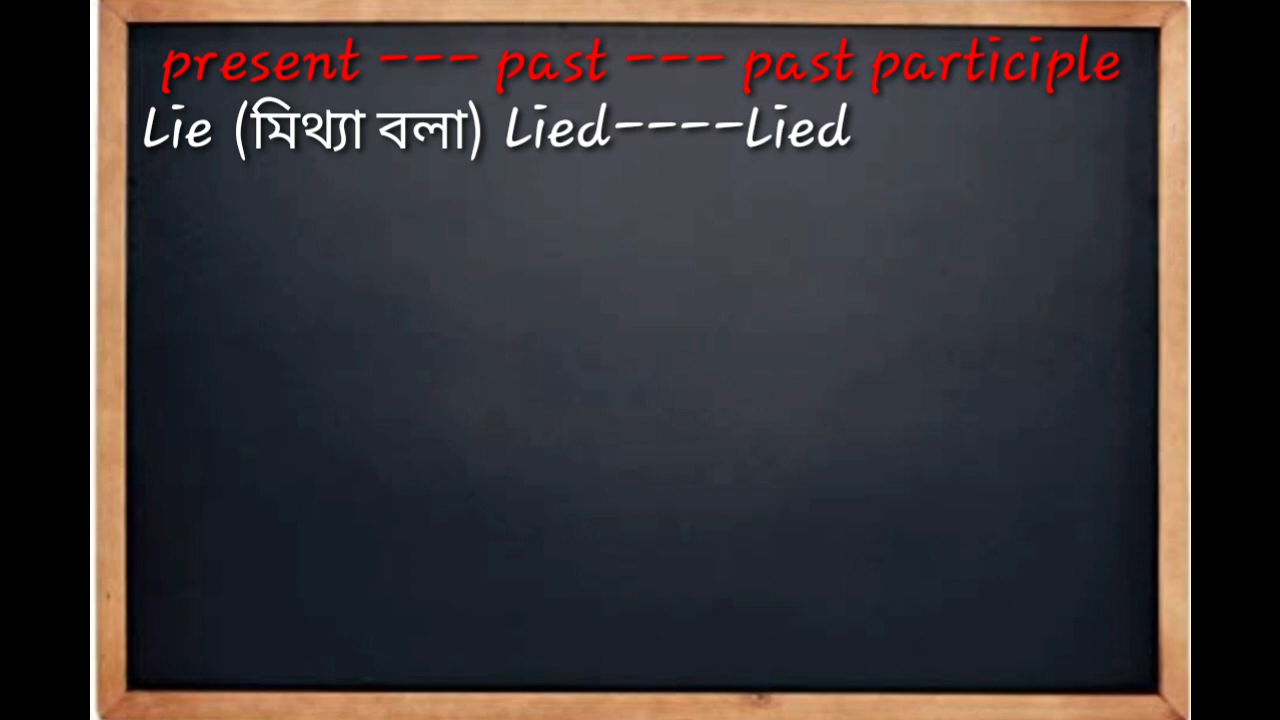 present --- past --- past participle
Lie (মিথ্যা বলা) Lied----Lied